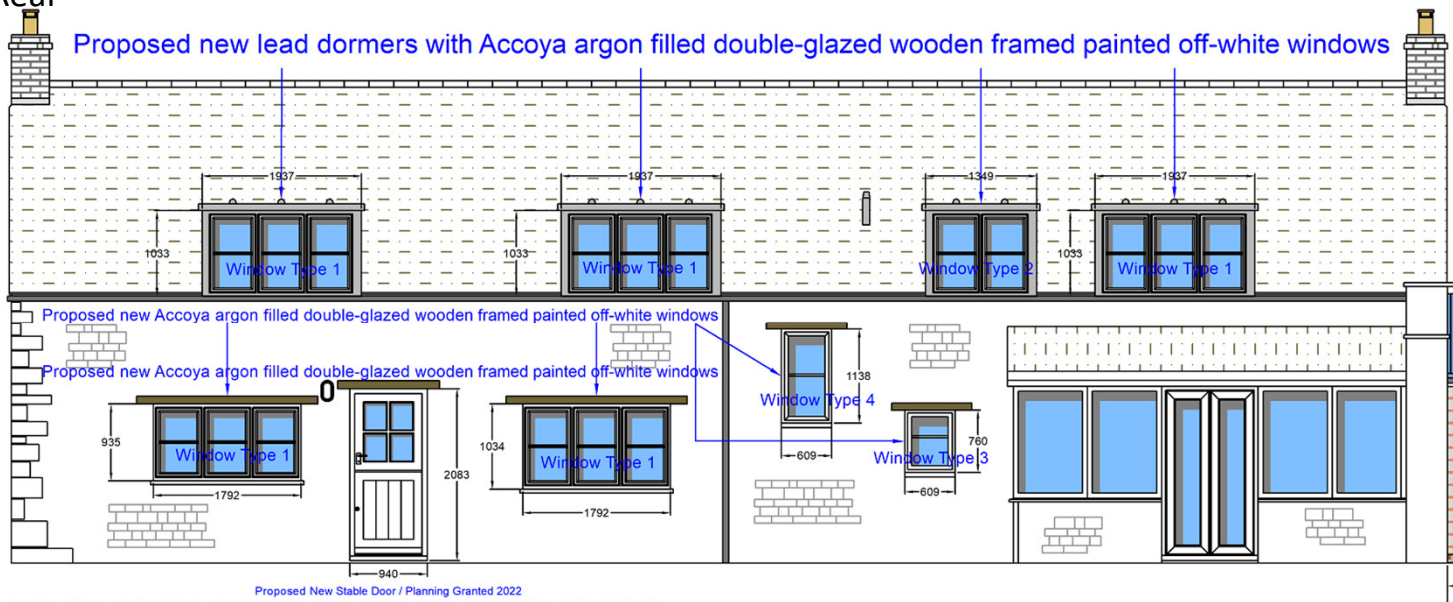 Rear
Proposed new lead dormers with Accoya argon filled double-glazed wooden framed painted off-white windows
1937
1937
1349
1937
1033
1033
1033
Window Type 1
Window Type 1
Window Type 2
Window Type 1
Proposed new Accoya argon filled double-glazed wooden framed painted off-white windows
Proposed new Accoya argon filled double-glazed wooden framed painted off-white windows
1138
Window Type 4
935
1034
760
Window Type 1
Window Type 1
Window Type 3
609
2083
1792
609
1792
940
Proposed New Stable Door / Planning Granted 2022